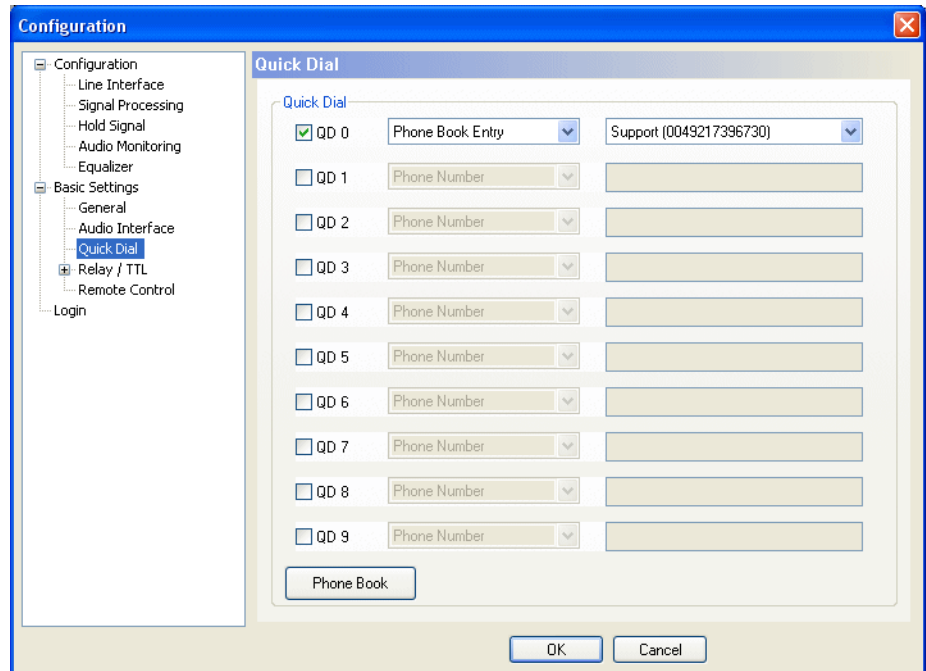 Configuration
Configuration
Line Interface
Signal Processing
Hold Signal
Audio Monitoring
Equalizer
Basic Settings
General
Audio Interface
Quick Dial
Relay / TTL
Remote Control
Login
Quick Dial
Quick Dial
QD 0 Phone Book Entry Support (0049217396730)
QD 1 Phone Number
QD 2 Phone Number
QD 3 Phone Number
QD 4 Phone Number
QD 5 Phone Number
QD 6 Phone Number
QD 7 Phone Number
QD 8 Phone Number
QD 9 Phone Number
Phone Book
OK Cancel